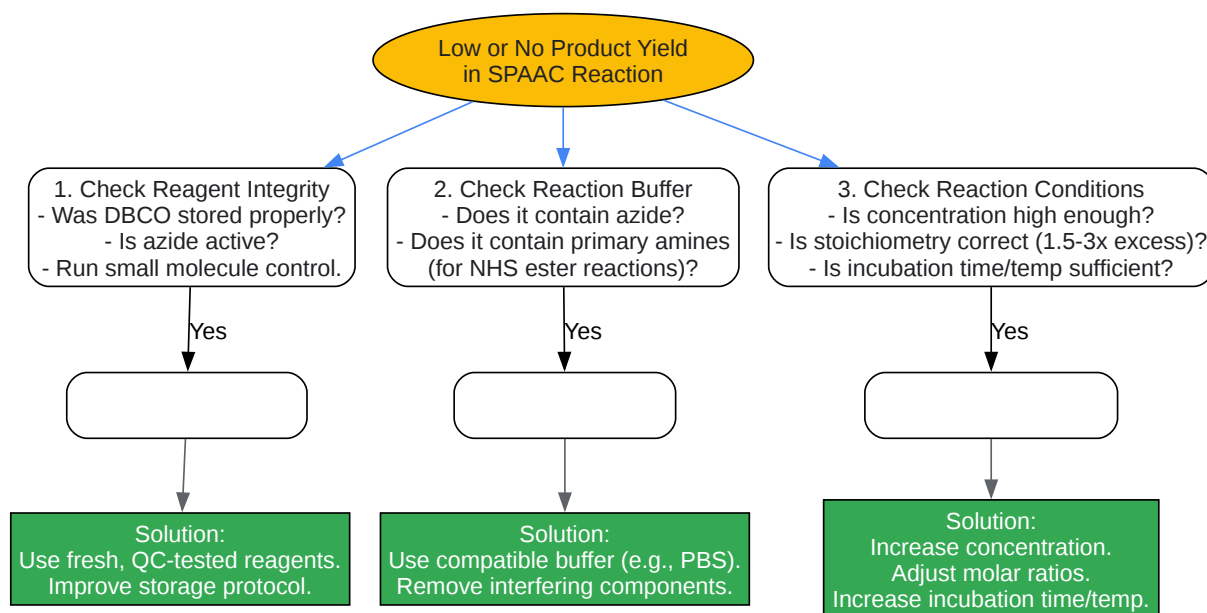 Low or No Product Yield
in SPAAC Reaction
1. Check Reagent Integrity
- Was DBCO stored properly?
- Is azide active?
- Run small molecule control.
2. Check Reaction Buffer
- Does it contain azide?
- Does it contain primary amines
(for NHS ester reactions)?
3. Check Reaction Conditions
- Is concentration high enough?
- Is stoichiometry correct (1.5-3x excess)?
- Is incubation time/temp sufficient?
Yes
Yes
Yes
Solution:
Use fresh, QC-tested reagents.
Improve storage protocol.
Solution:
Use compatible buffer (e.g., PBS).
Remove interfering components.
Solution:
Increase concentration.
Adjust molar ratios.
Increase incubation time/temp.